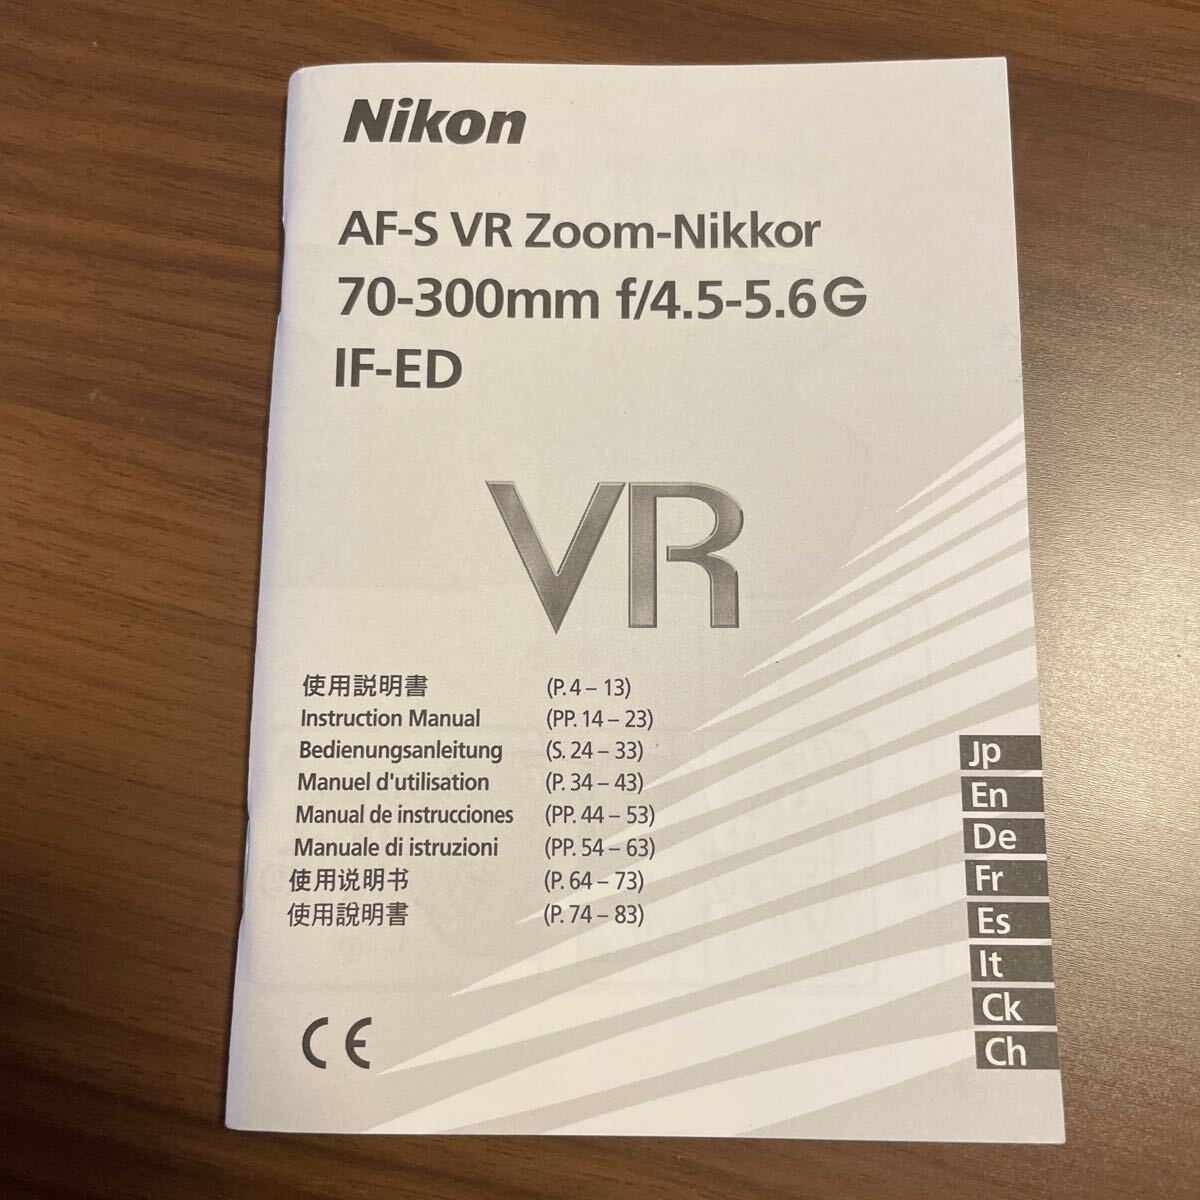 Nikon
AF-S VR Zoom-Nikkor
70-300mm f/4.5-5.6G
IF-ED
VR
使用説明書 (P. 4 – 13)
Instruction Manual (PP. 14 – 23)
Bedienungsanleitung (S. 24 – 33)
Manuel d'utilisation (P. 34 – 43)
Manual de instrucciones (PP. 44 – 53)
Manuale di istruzioni (PP. 54 – 63)
使用说明书 (P. 64 – 73)
使用說明書 (P. 74 – 83)
Jp
En
De
Fr
Es
It
Ck
Ch
CE